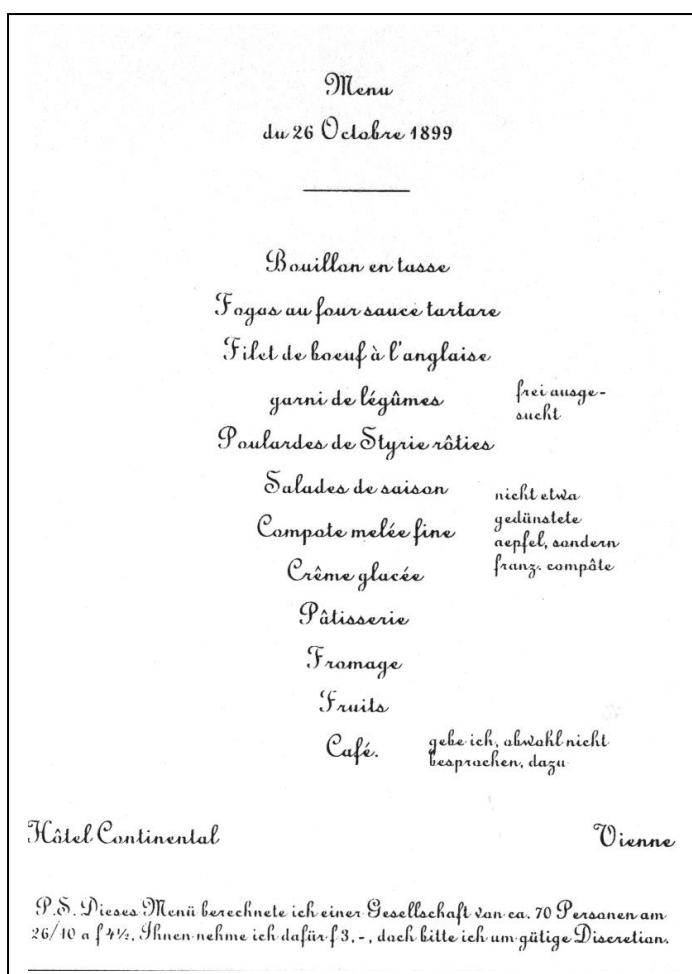 Menu
du 26 Octobre 1899
Bouillon en tasse
Fogas au four sauce tartare
Filet de boeuf à l'anglaise
garni de légûmes
frei ausge-
sucht
Poulardes de Styrie rôties
Salades de saison
Compote melée fine
nicht etwa
gedünstete
aepfel, sondern
franz. compâte
Crême glacée
Pâtisserie
Fromage
Fruits
Café.
gebe ich, obwohl nicht
besprochen, dazu
Hôtel Continental
Vienne
P.S. Dieses Menü berechnete ich einer Gesellschaft von ca. 70 Personen am
26/10 a f 4½, Ihnen nehme ich dafür f 3,-, doch bitte ich um gütige Discretion.